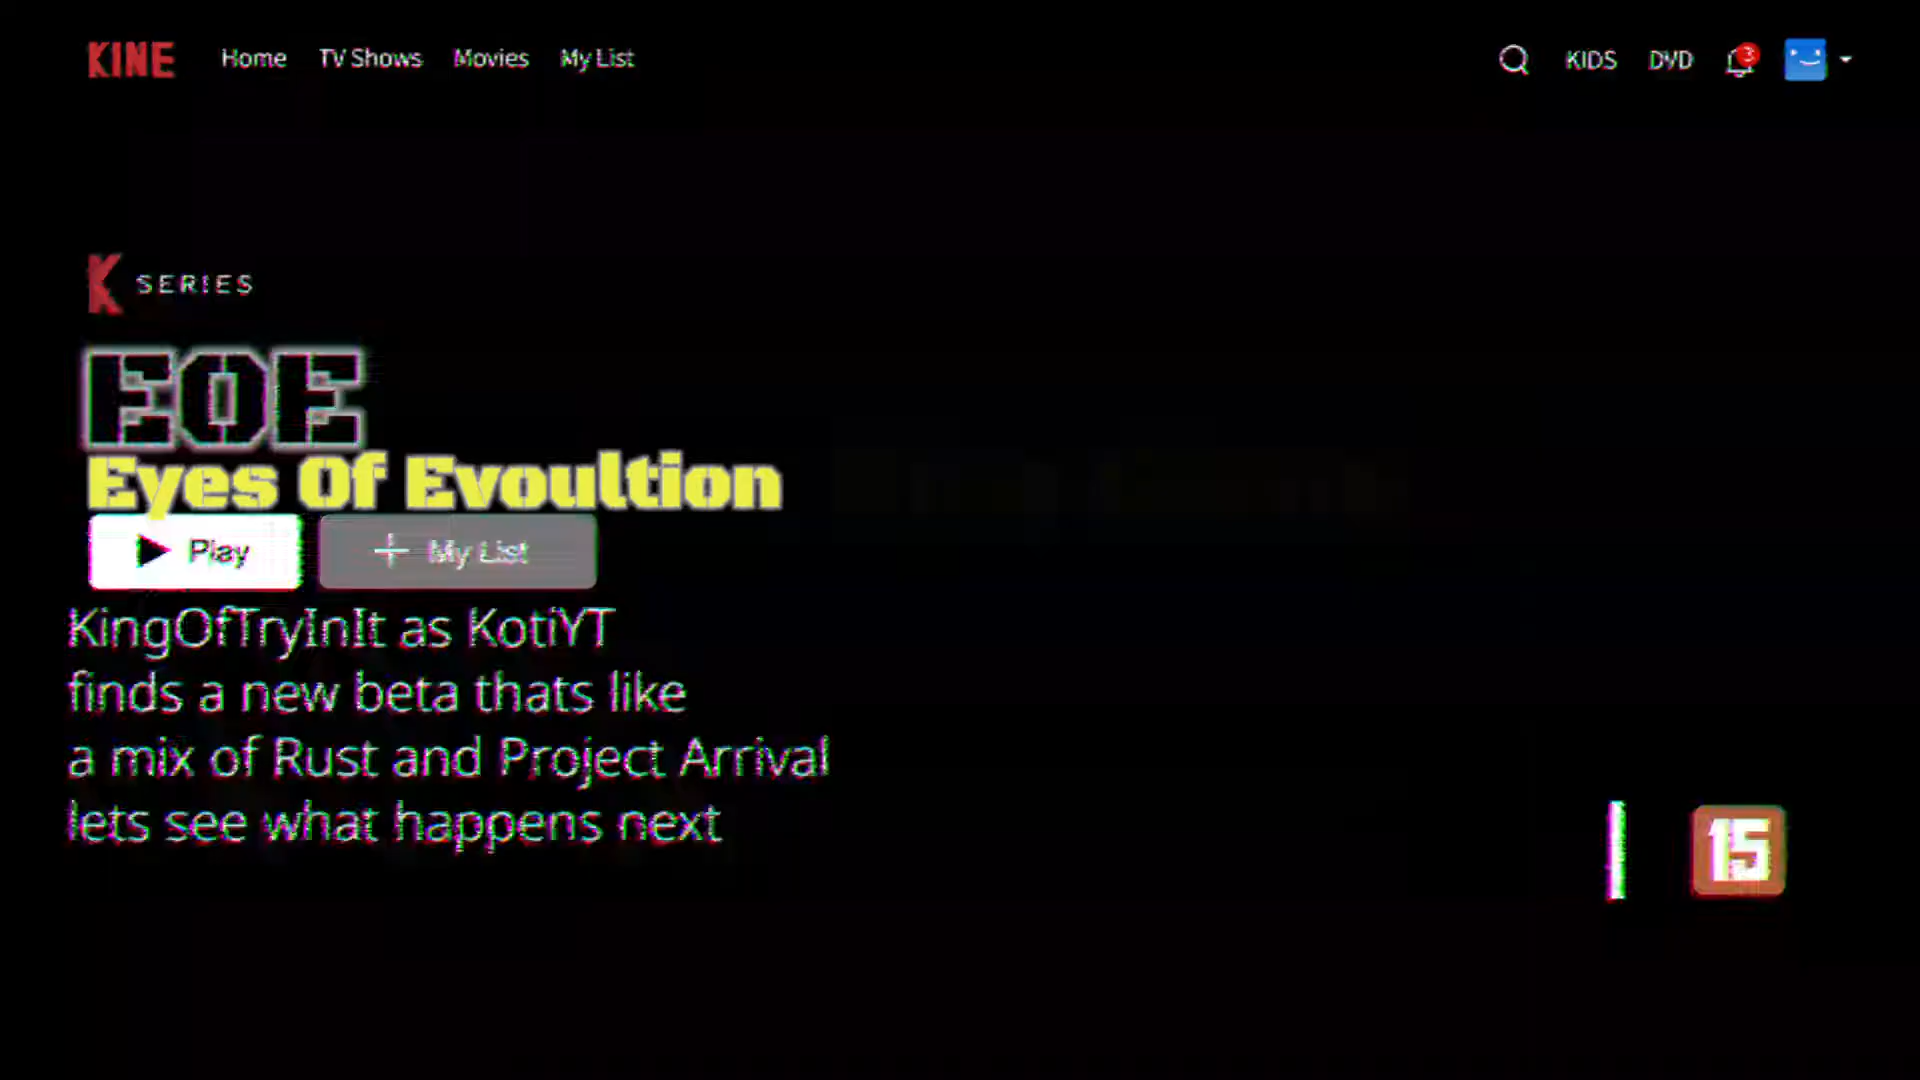 KINE Home TV Shows Movies My List KIDS DVD 3
K SERIES
EOE
Eyes Of Evoultion
Play My List
KingOfTryInIt as KotiYT
finds a new beta thats like
a mix of Rust and Project Arrival
lets see what happens next
15